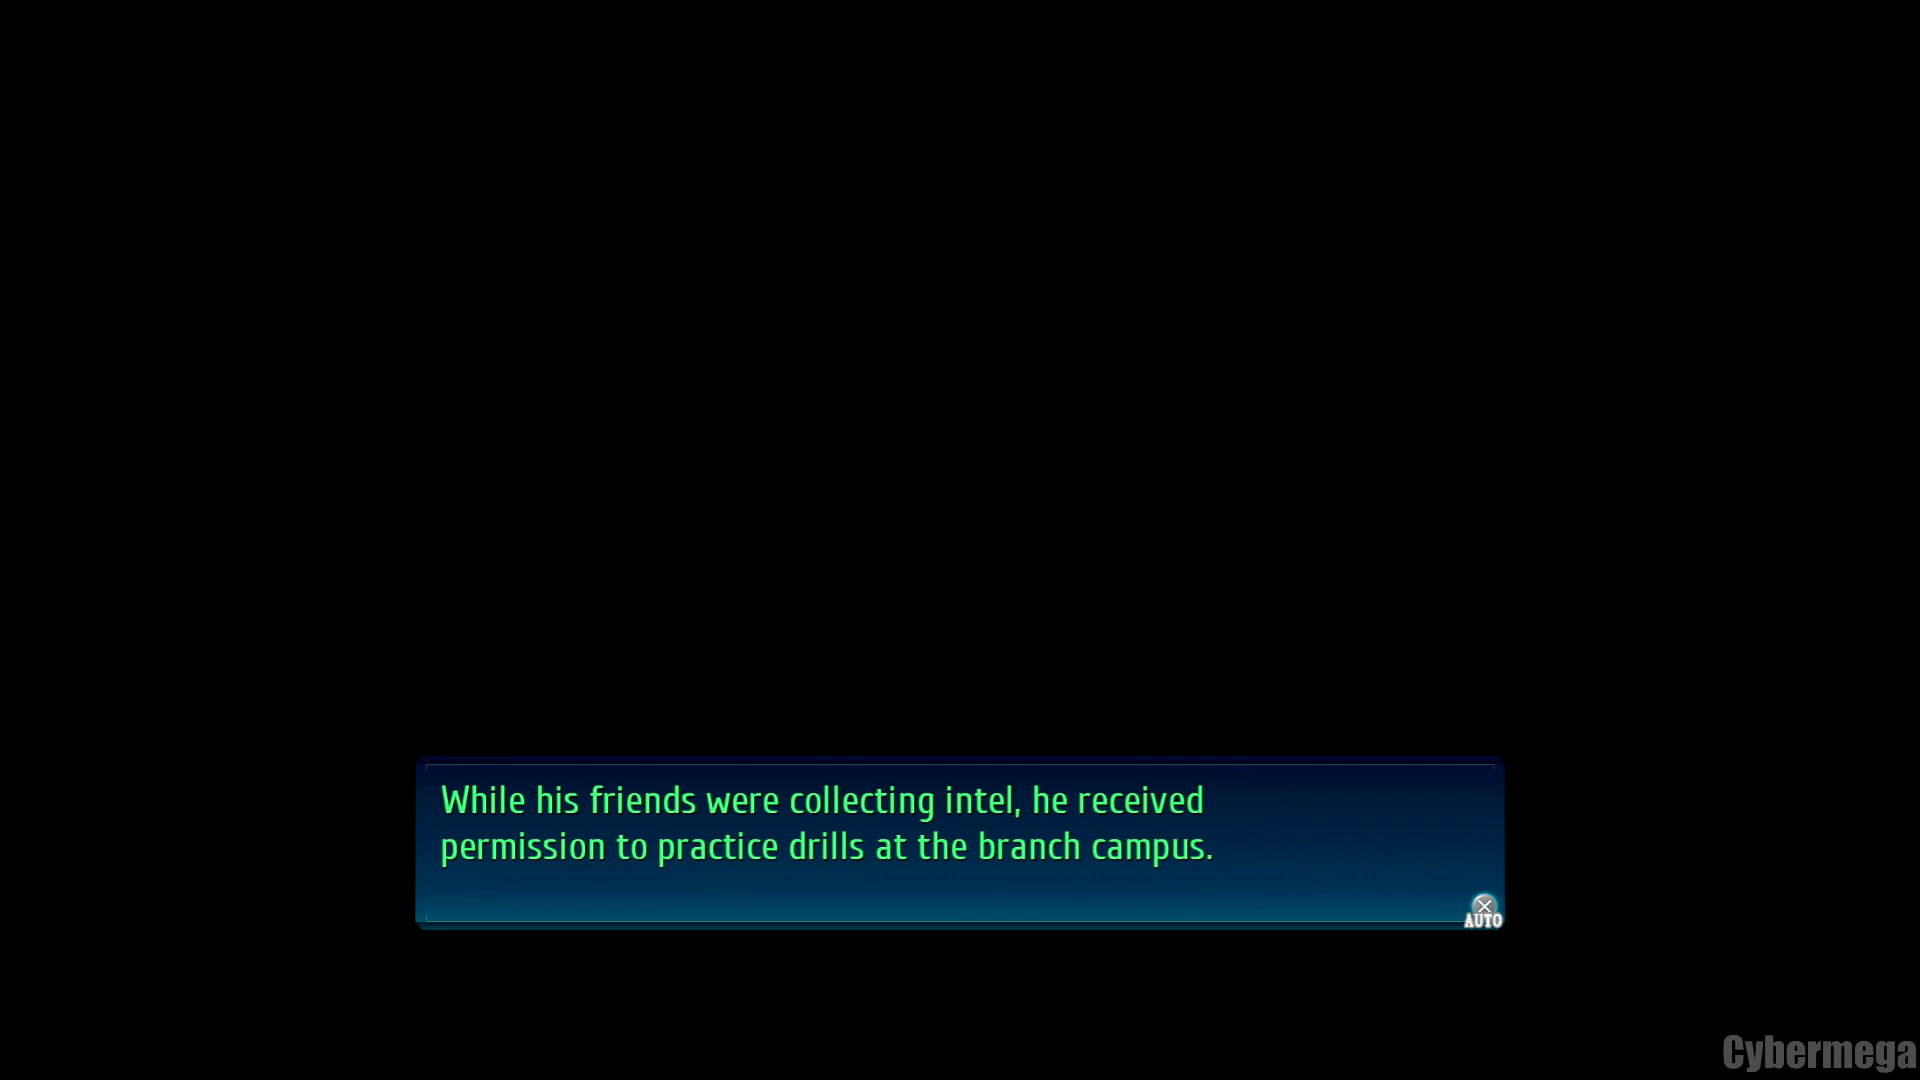 While his friends were collecting intel, he received
permission to practice drills at the branch campus.
AUTO
Cybermega